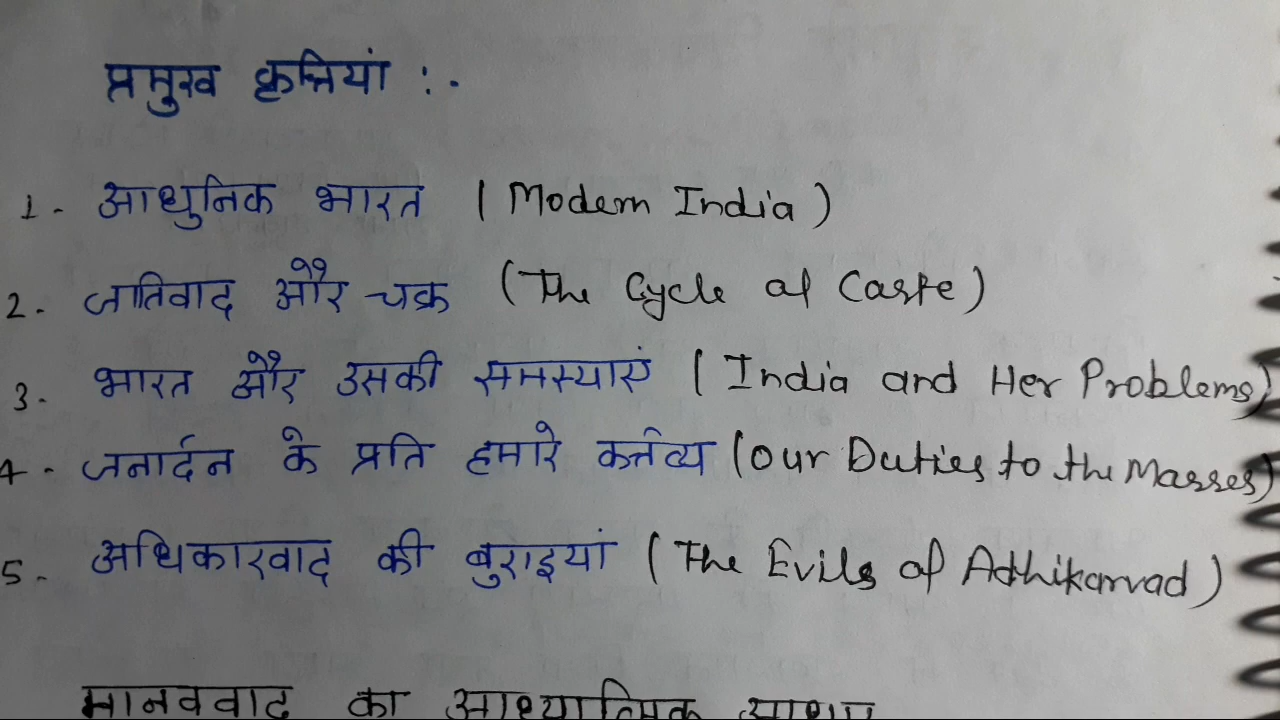 प्रमुख कृत्तियां :-
1. आधुनिक भारत (Modern India)
2. जातिवाद और चक्र (The Cycle of Caste)
3. भारत और उसकी समस्याएं (India and Her Problems)
4. जनार्दन के प्रति हमारे कर्त्तव्य (Our Duties to the Masses)
5. अधिकारवाद की बुराइयां (The Evils of Adhikarvad)
मानववाद का आध्यात्मिक